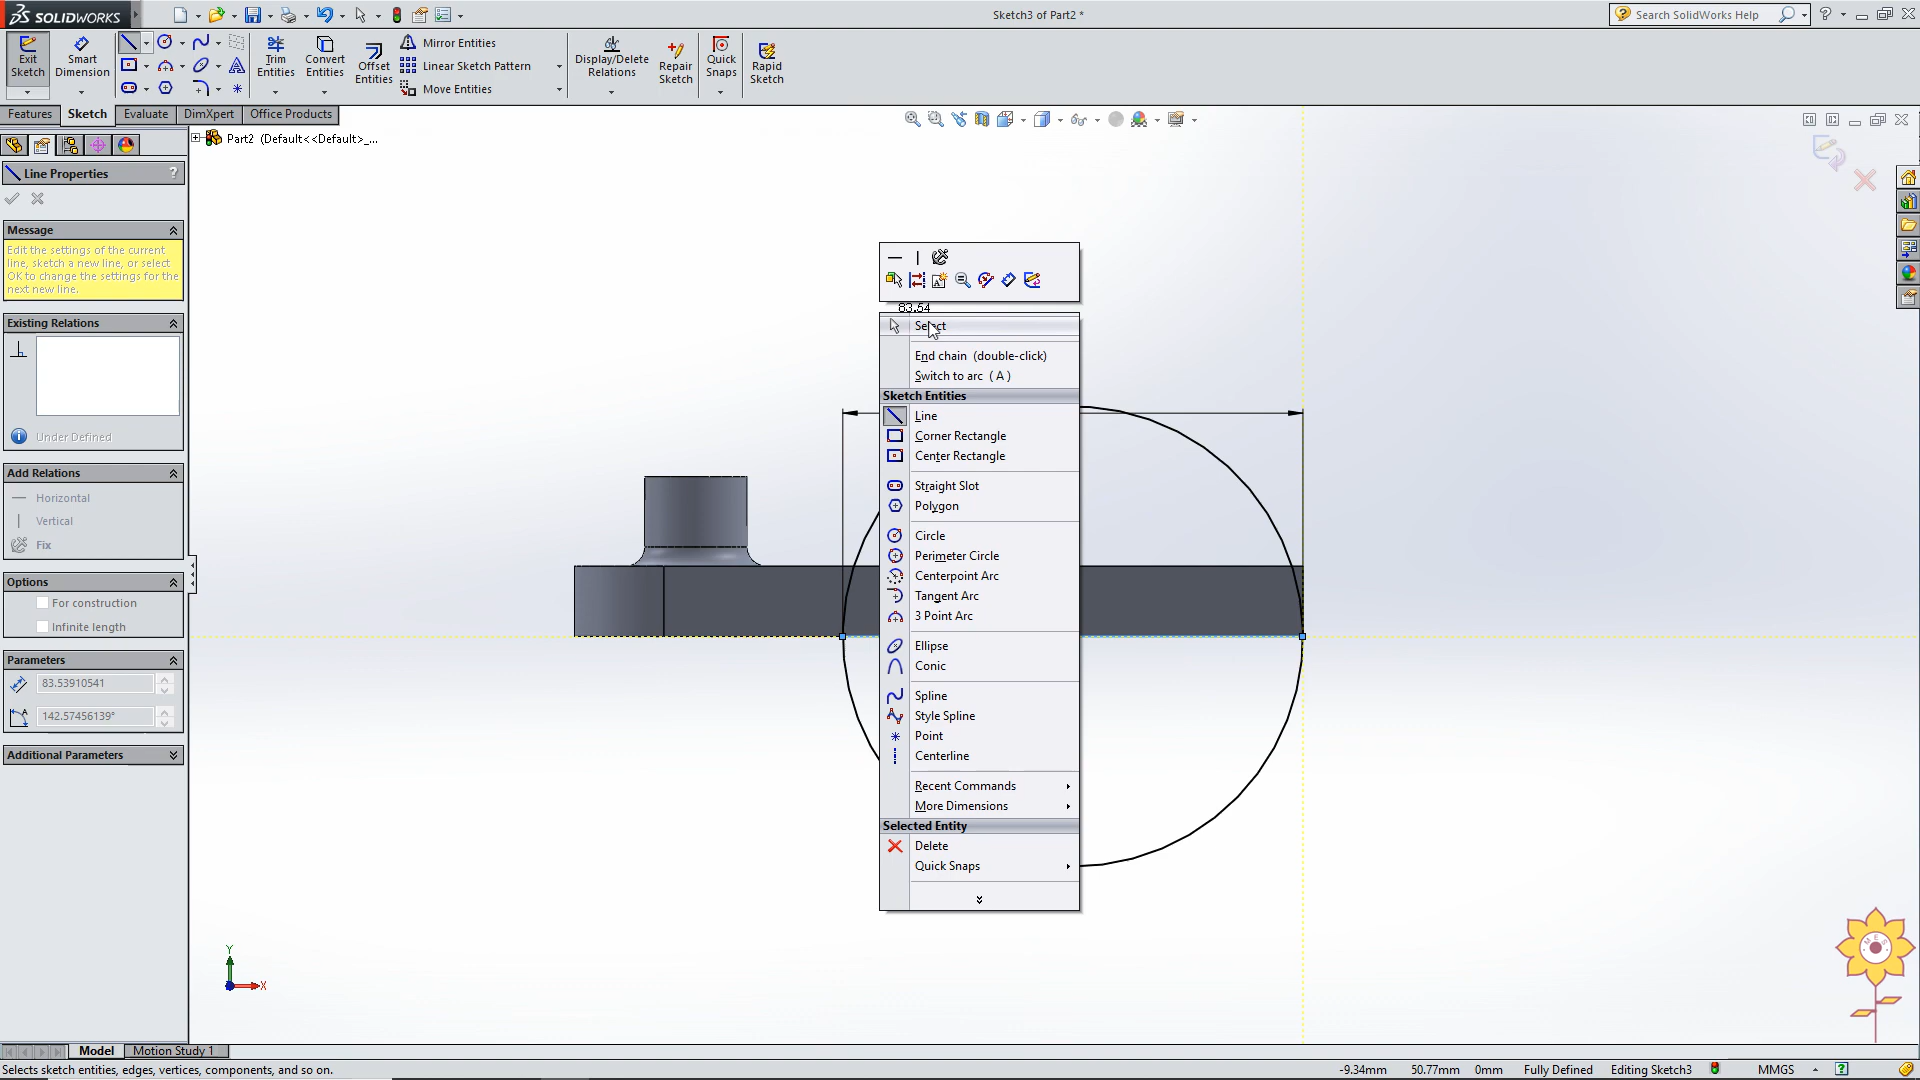 SOLIDWORKS
Sketch3 of Part2 *
Search SolidWorks Help
Exit Sketch
Smart Dimension
Trim Entities
Convert Entities
Offset Entities
Mirror Entities
Linear Sketch Pattern
Move Entities
Display/Delete Relations
Repair Sketch
Quick Snaps
Rapid Sketch
Features
Sketch
Evaluate
DimXpert
Office Products
Part2 (Default<<Default>_...
Line Properties
?
Message
Edit the settings of the current
line, sketch a new line, or select
OK to change the settings for the
next new line.
Existing Relations
Under Defined
Add Relations
Horizontal
Vertical
Fix
Options
For construction
Infinite length
Parameters
83.53910541
142.57456139°
Additional Parameters
83.54
Select
End chain (double-click)
Switch to arc ( A )
Sketch Entities
Line
Corner Rectangle
Center Rectangle
Straight Slot
Polygon
Circle
Perimeter Circle
Centerpoint Arc
Tangent Arc
3 Point Arc
Ellipse
Conic
Spline
Style Spline
Point
Centerline
Recent Commands
More Dimensions
Selected Entity
Delete
Quick Snaps
Y
X
Model
Motion Study 1
Selects sketch entities, edges, vertices, components, and so on.
-9.34mm 50.77mm 0mm Fully Defined Editing Sketch3 MMGS